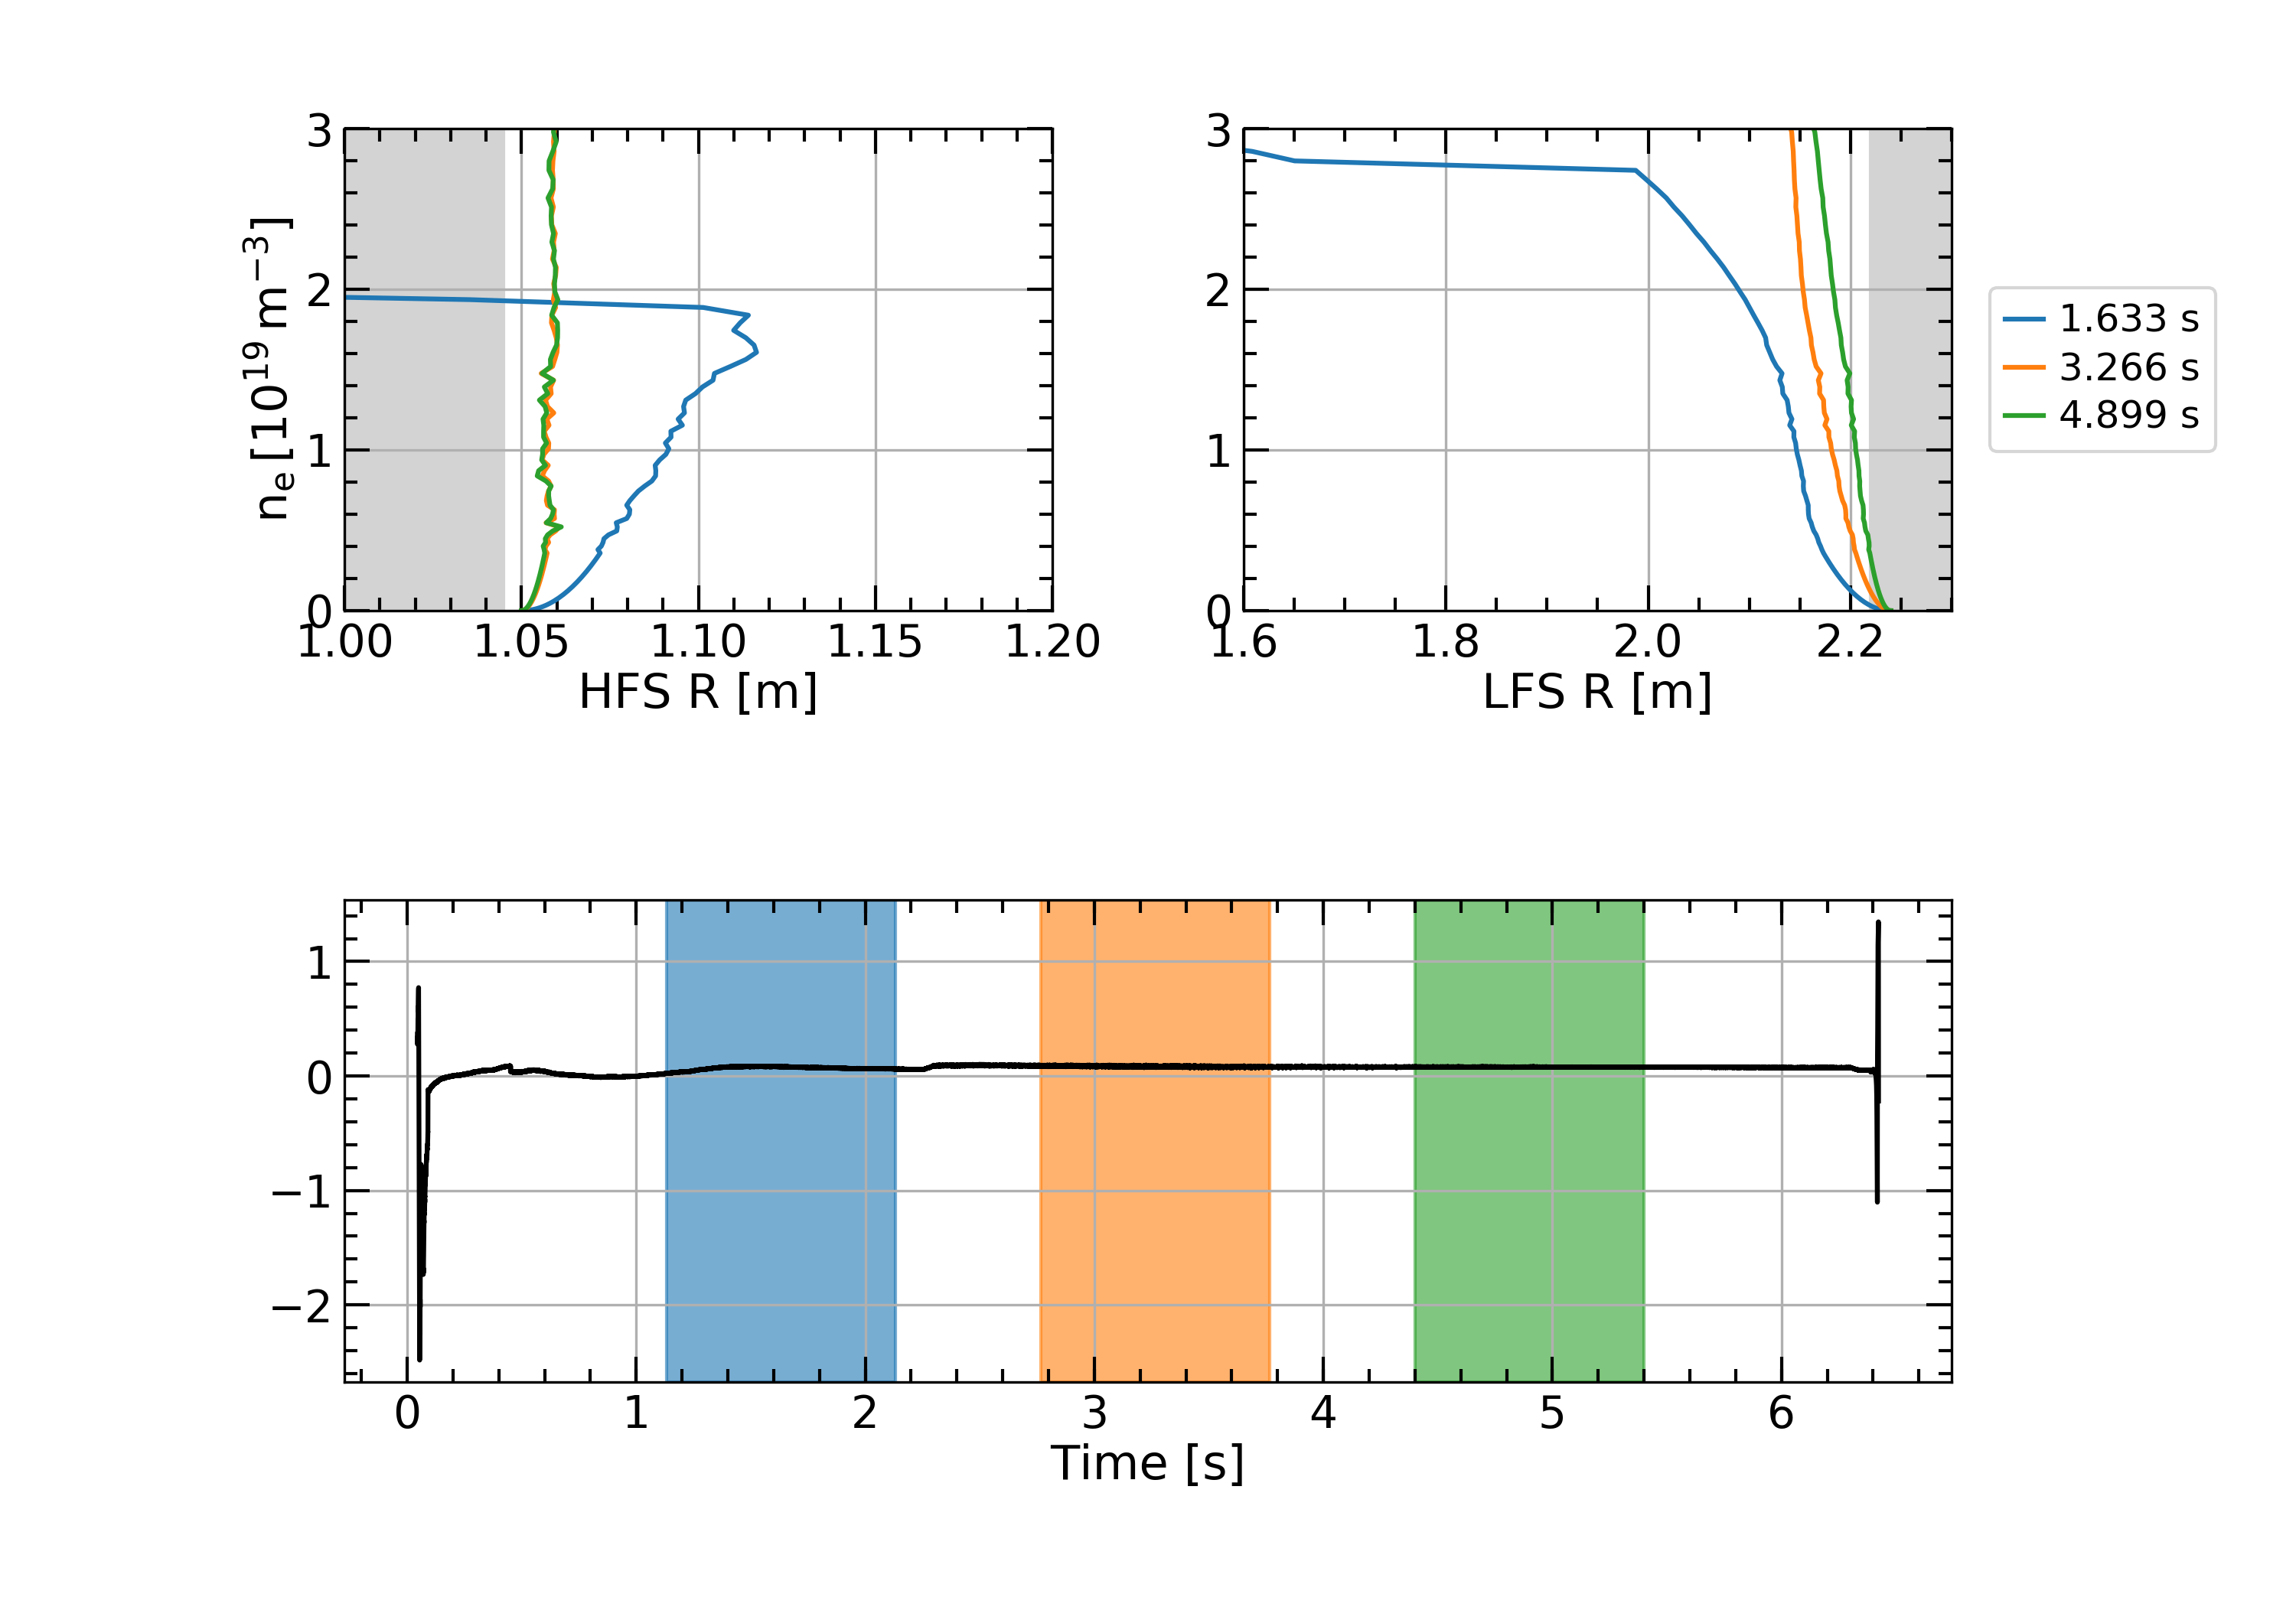 3
2
1
0
n_e [10^19 m^−3]
1.00 1.05 1.10 1.15 1.20
HFS R [m]
3
2
1
0
1.6 1.8 2.0 2.2
LFS R [m]
1.633 s
3.266 s
4.899 s
1
0
−1
−2
0 1 2 3 4 5 6
Time [s]